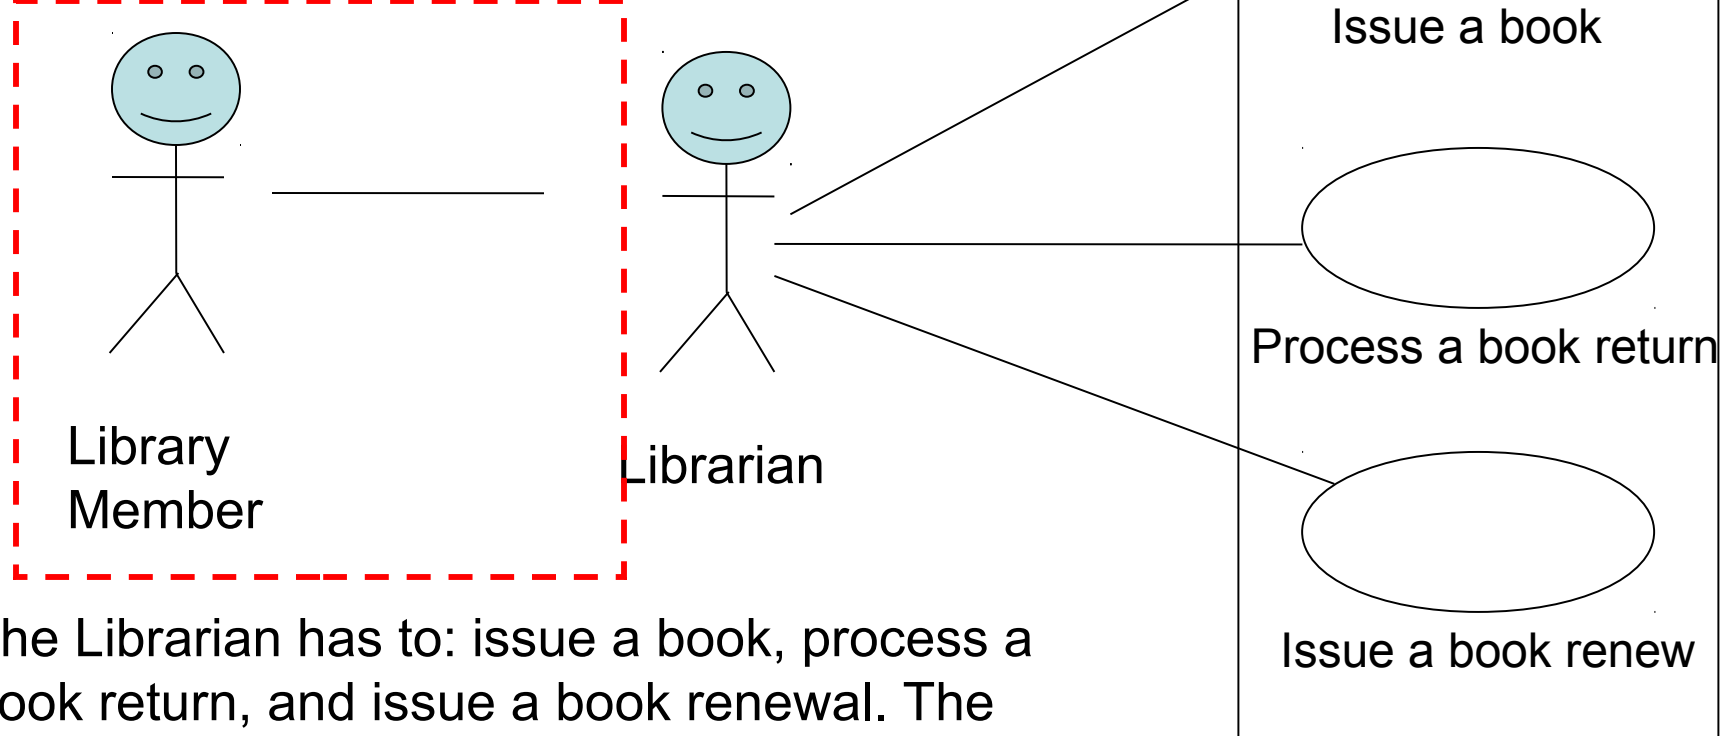 Issue a book
Process a book return
Library
Member
Librarian
Issue a book renew
he Librarian has to: issue a book, process a
ook return, and issue a book renewal. The